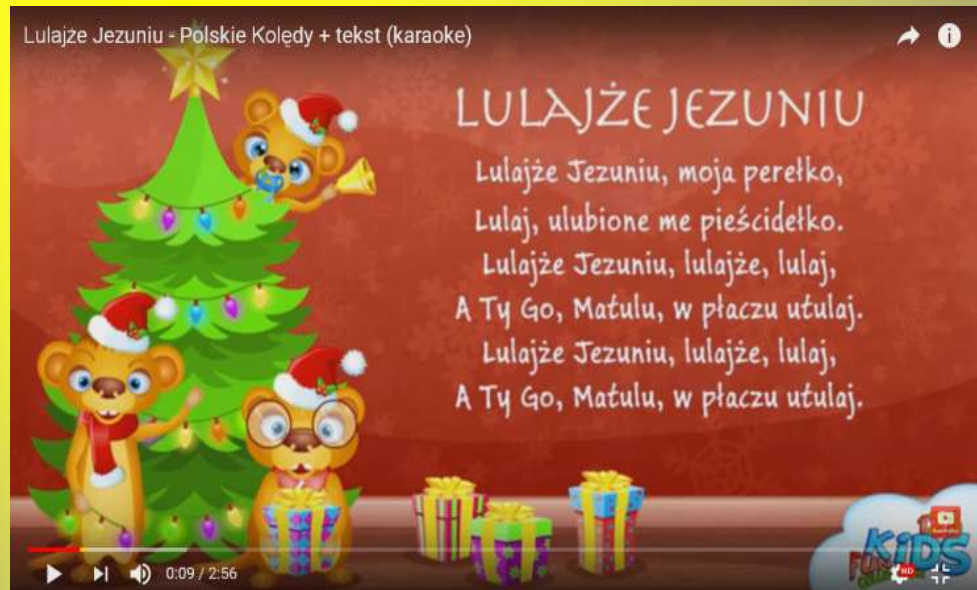 Lulajże Jezuniu - Polskie Kolędy + tekst (karaoke)
LULAJŻE JEZUNIU
Lulajże Jezuniu, moja perełko,
Lulaj, ulubione me pieścidełko.
Lulajże Jezuniu, lulajże, lulaj,
A Ty Go, Matulu, w płaczu utulaj.
Lulajże Jezuniu, lulajże, lulaj,
A Ty Go, Matulu, w płaczu utulaj.
KiDS
FUN
HD
0:09 / 2:56